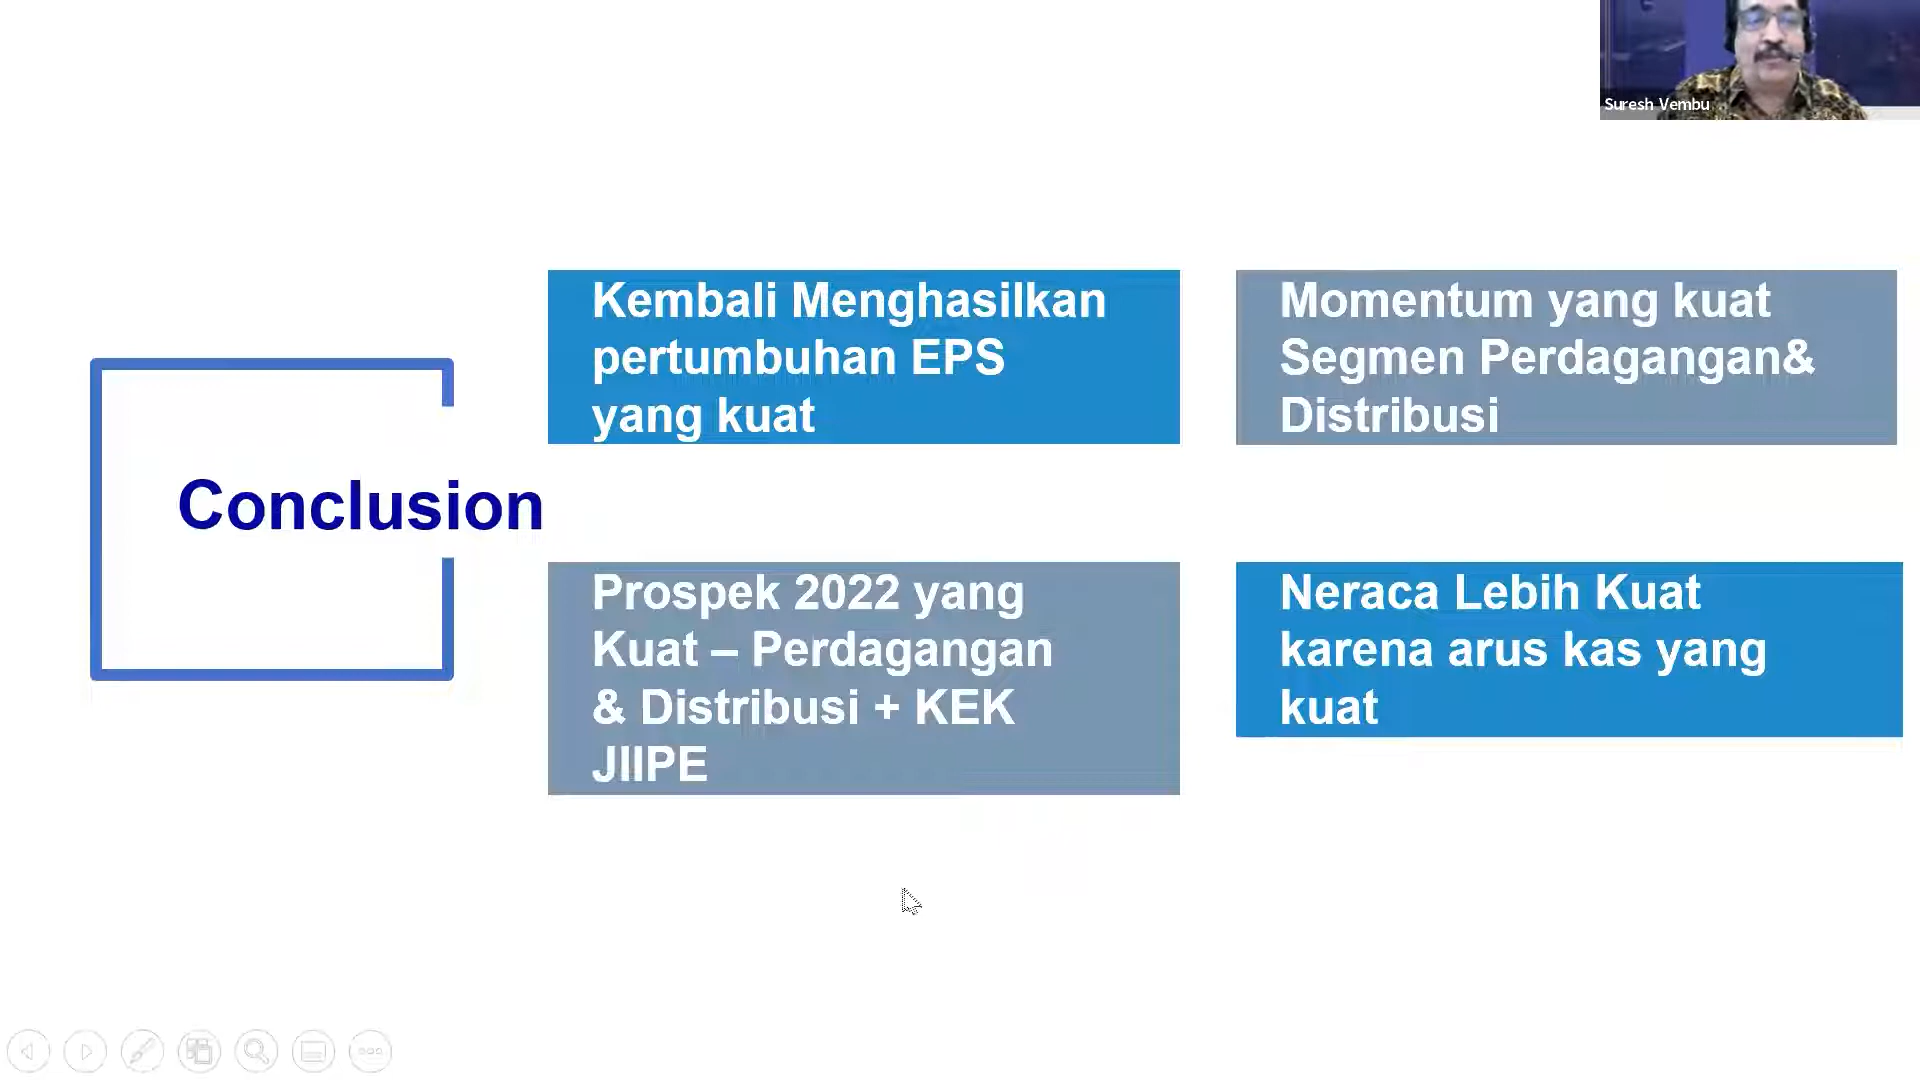 Suresh Vembu
Kembali Menghasilkan
pertumbuhan EPS
yang kuat
Momentum yang kuat
Segmen Perdagangan&
Distribusi
Conclusion
Prospek 2022 yang
Kuat – Perdagangan
& Distribusi + KEK
JIIPE
Neraca Lebih Kuat
karena arus kas yang
kuat